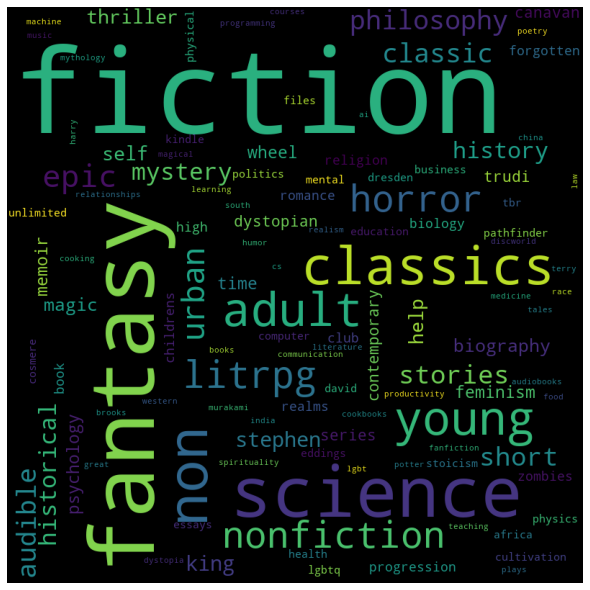 courses
machine
thriller
philosophy
canavan
programming
physical
music
poetry
classic
forgotten
fiction
mythology
files
ai
harry
china
kindle
self
wheel
history
magical
mystery
religion
epic
politics
dresden
business
trudi
law
learning
mental
horror
relationships
romance
tbr
unlimited
south
high
dystopian
biology
pathfinder
realism
education
discworld
humor
memoir
fantasy
urban
cooking
cs
classics
terry
time
medicine
race
magic
adult
tales
childrens
contemporary
help
computer
club
biography
cosmere
books
literature
communication
book
litrpg
david
stories
audiobooks
western
productivity
feminism
food
historical
brooks
murakami
realms
young
india
cookbooks
psychology
non
stephen
series
fanfiction
eddings
short
great
spirituality
potter
stoicism
lgbt
zombies
audible
science
essays
nonfiction
teaching
physics
africa
health
dystopia
king
lgbtq
progression
cultivation
plays